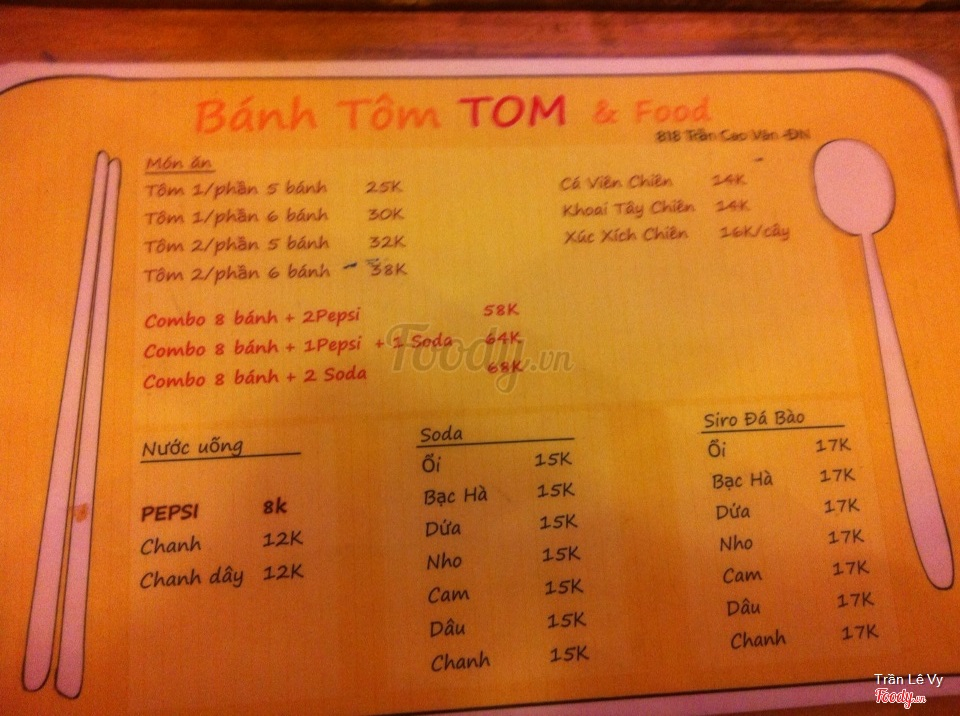 Bánh Tôm TOM & Food
818 Trần Cao Vân -ĐN
Món ăn
Tôm 1/phần 5 bánh 25K
Tôm 1/phần 6 bánh 30K
Tôm 2/phần 5 bánh 32K
Tôm 2/phần 6 bánh 38K
Cá Viên Chiên 14K
Khoai Tây Chiên 14K
Xúc Xích Chiên 16K/cây
Combo 8 bánh + 2Pepsi 58K
Combo 8 bánh + 1Pepsi + 1 Soda 64K
Combo 8 bánh + 2 Soda 68K
Foody.vn
Nước uống
PEPSI 8k
Chanh 12K
Chanh dây 12K
Soda
Ổi 15K
Bạc Hà 15K
Dứa 15K
Nho 15K
Cam 15K
Dâu 15K
Chanh 15K
Siro Đá Bào
Ổi 17K
Bạc Hà 17K
Dứa 17K
Nho 17K
Cam 17K
Dâu 17K
Chanh 17K
Trần Lê Vy
Foody.vn